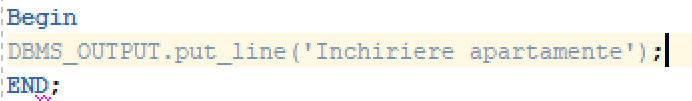 Begin
DBMS_OUTPUT.put_line('Inchiriere apartamente');
END;